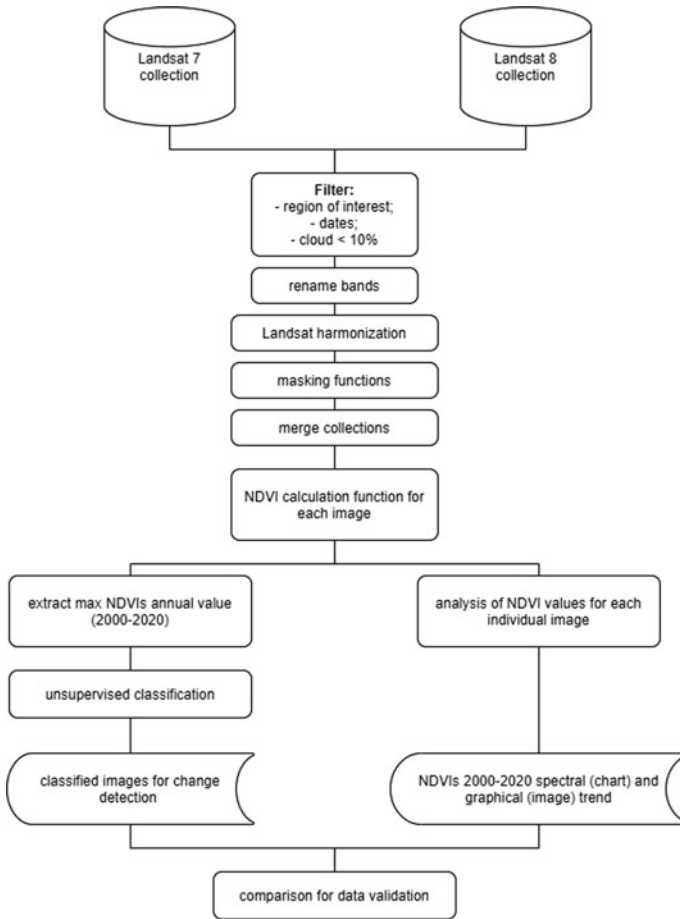 Landsat 7
collection
Landsat 8
collection
Filter:
- region of interest;
- dates;
- cloud < 10%
rename bands
Landsat harmonization
masking functions
merge collections
NDVI calculation function for
each image
extract max NDVIs annual value
(2000-2020)
analysis of NDVI values for each
individual image
unsupervised classification
classified images for change
detection
NDVIs 2000-2020 spectral (chart) and
graphical (image) trend
comparison for data validation